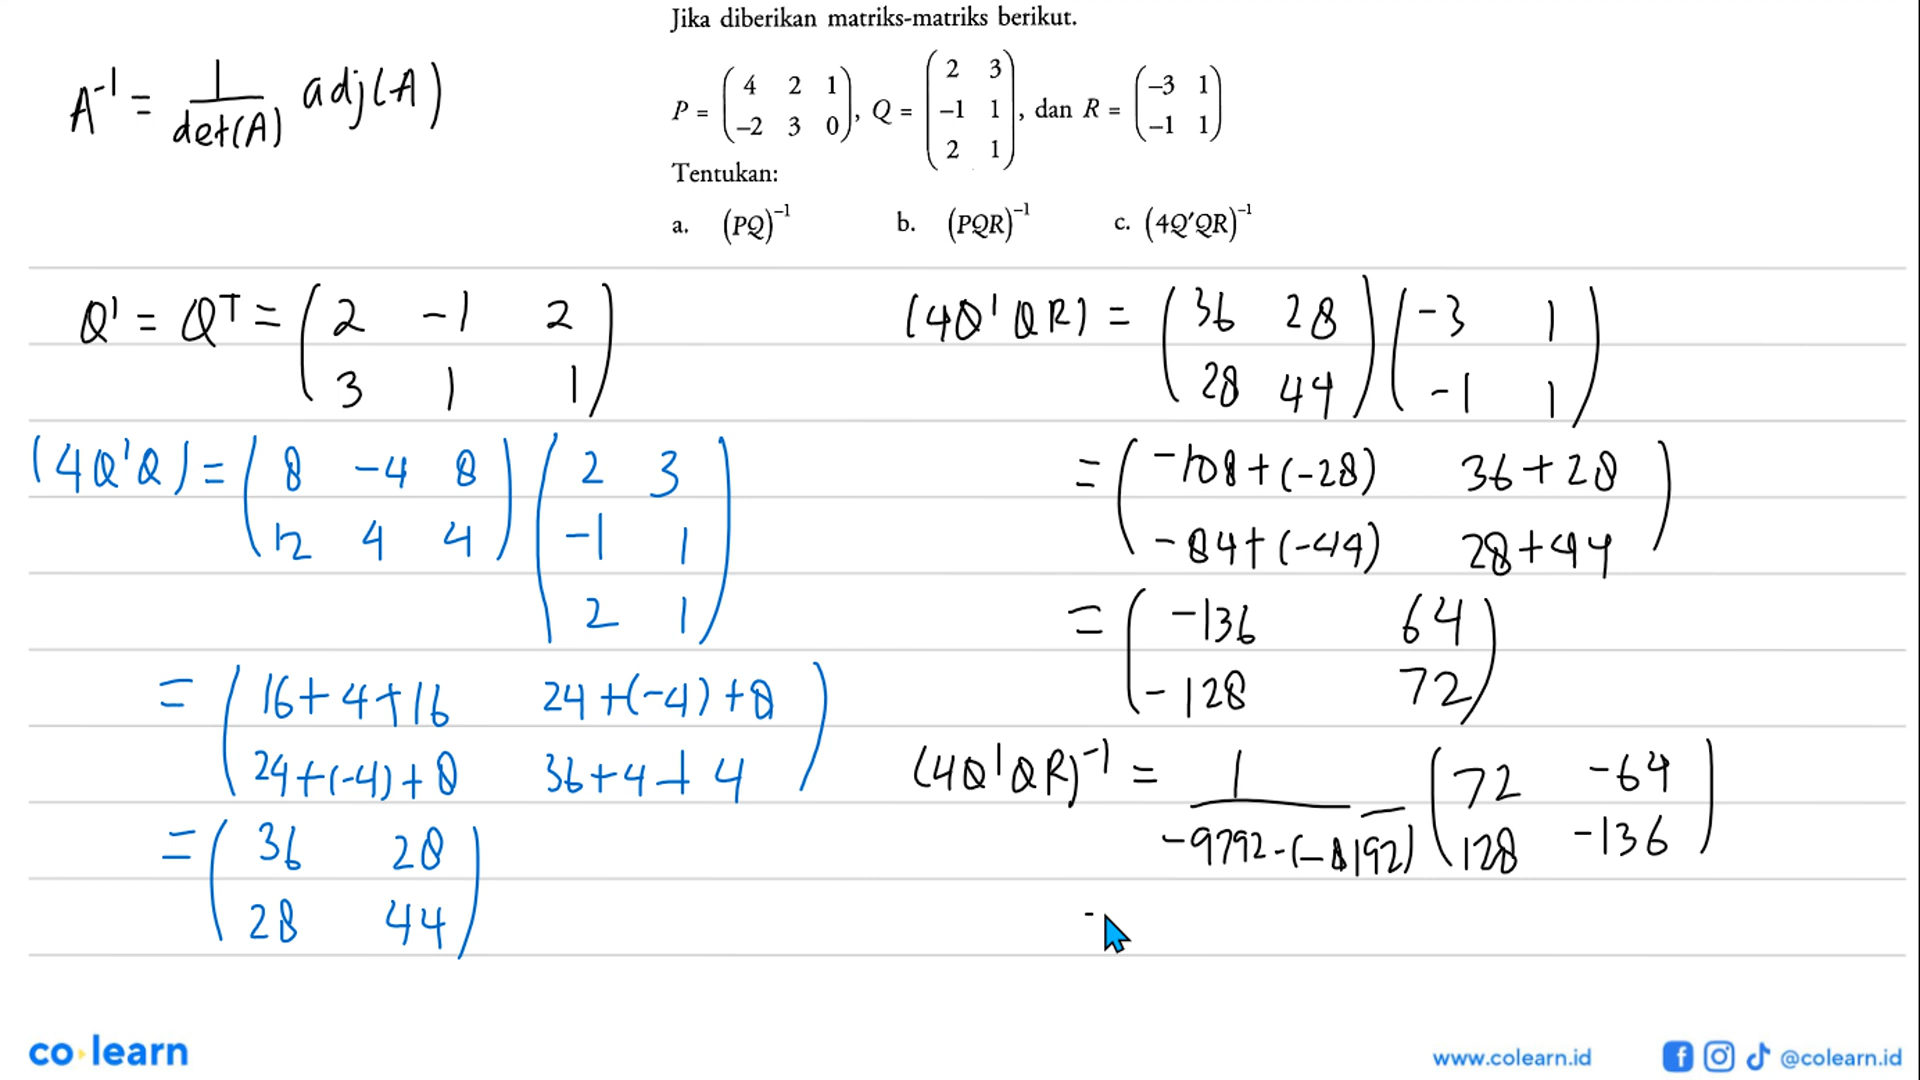 Jika diberikan matriks-matriks berikut.
A⁻¹ = 1/det(A) adj(A)
P = (4 2 1; -2 3 0), Q = (2 3; -1 1; 2 1), dan R = (-3 1; -1 1)
Tentukan:
a. (PQ)⁻¹ b. (PQR)⁻¹ c. (4Q'QR)⁻¹
Q' = Qᵀ = (2 -1 2; 3 1 1)
(4Q'Q) = (8 -4 8; 12 4 4) (2 3; -1 1; 2 1)
= (16+4+16 24+(-4)+8; 24+(-4)+8 36+4+4)
= (36 28; 28 44)
(4Q'QR) = (36 28; 28 44) (-3 1; -1 1)
= (-108+(-28) 36+28; -84+(-44) 28+44)
= (-136 64; -128 72)
(4Q'QR)⁻¹ = 1/-9792-(-8192) (72 -64; 128 -136)
-
co learn
www.colearn.id
@colearn.id